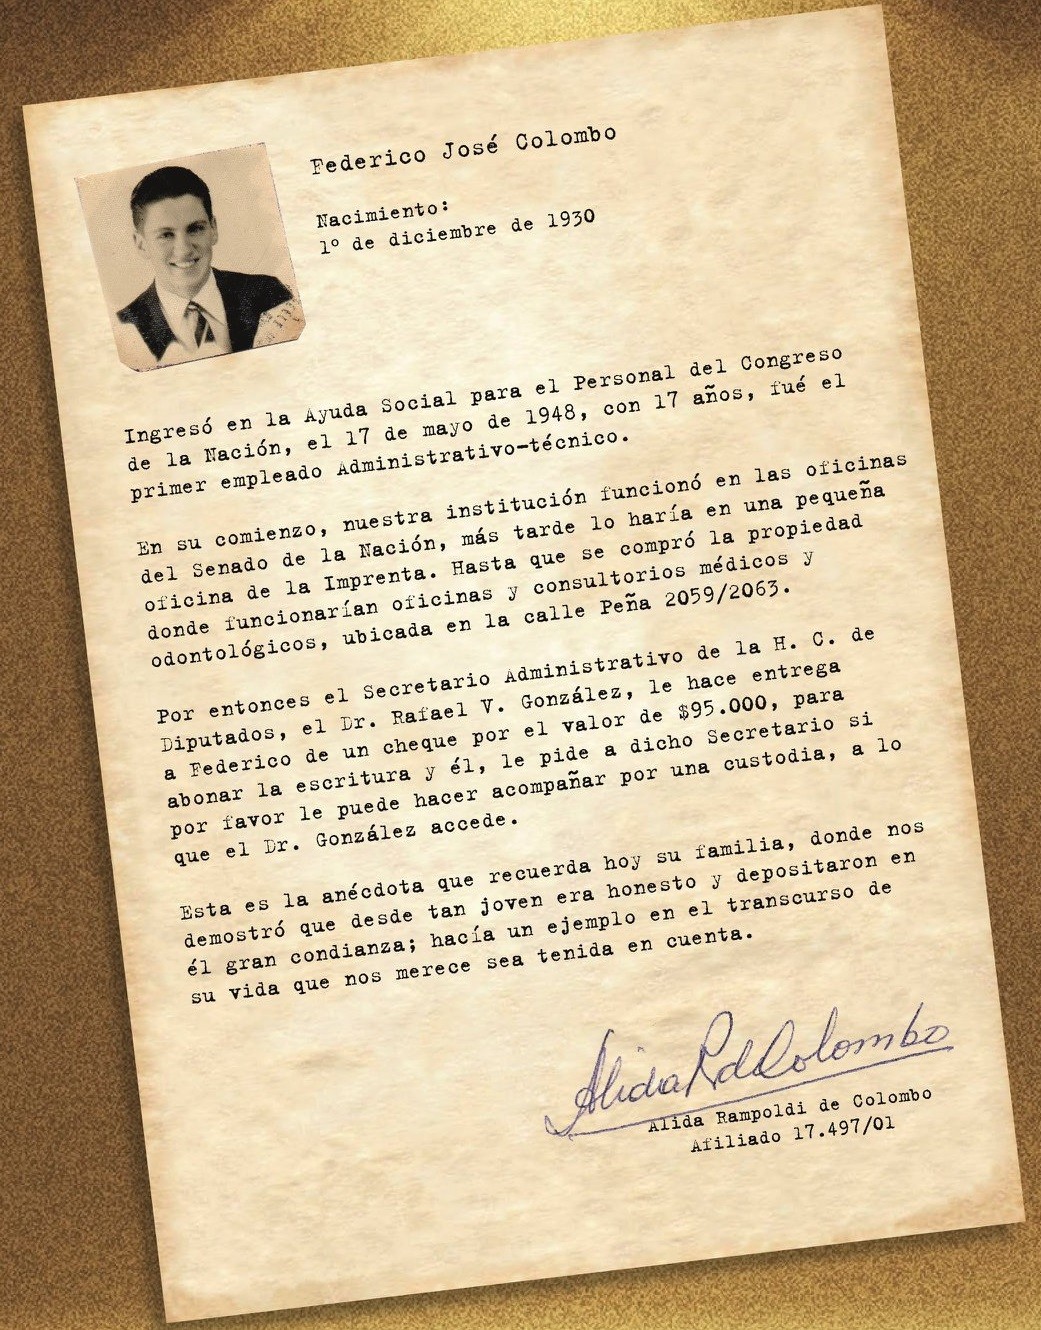 Federico José Colombo
Nacimiento:
1º de diciembre de 1930
Ingresó en la Ayuda Social para el Personal del Congreso
de la Nación, el 17 de mayo de 1948, con 17 años, fué el
primer empleado Administrativo-técnico.
En su comienzo, nuestra institución funcionó en las oficinas
del Senado de la Nación, más tarde lo haría en una pequeña
oficina de la Imprenta. Hasta que se compró la propiedad
donde funcionarían oficinas y consultorios médicos y
odontológicos, ubicada en la calle Peña 2059/2063.
Por entonces el Secretario Administrativo de la H. C. de
Diputados, el Dr. Rafael V. González, le hace entrega
a Federico de un cheque por el valor de $95.000, para
abonar la escritura y él, le pide a dicho Secretario si
por favor le puede hacer acompañar por una custodia, a lo
que el Dr. González accede.
Esta es la anécdota que recuerda hoy su familia, donde nos
demostró que desde tan joven era honesto y depositaron en
él gran condianza; hacía un ejemplo en el transcurso de
su vida que nos merece sea tenida en cuenta.
Alida R de Colombo
Alida Rampoldi de Colombo
Afiliado 17.497/01